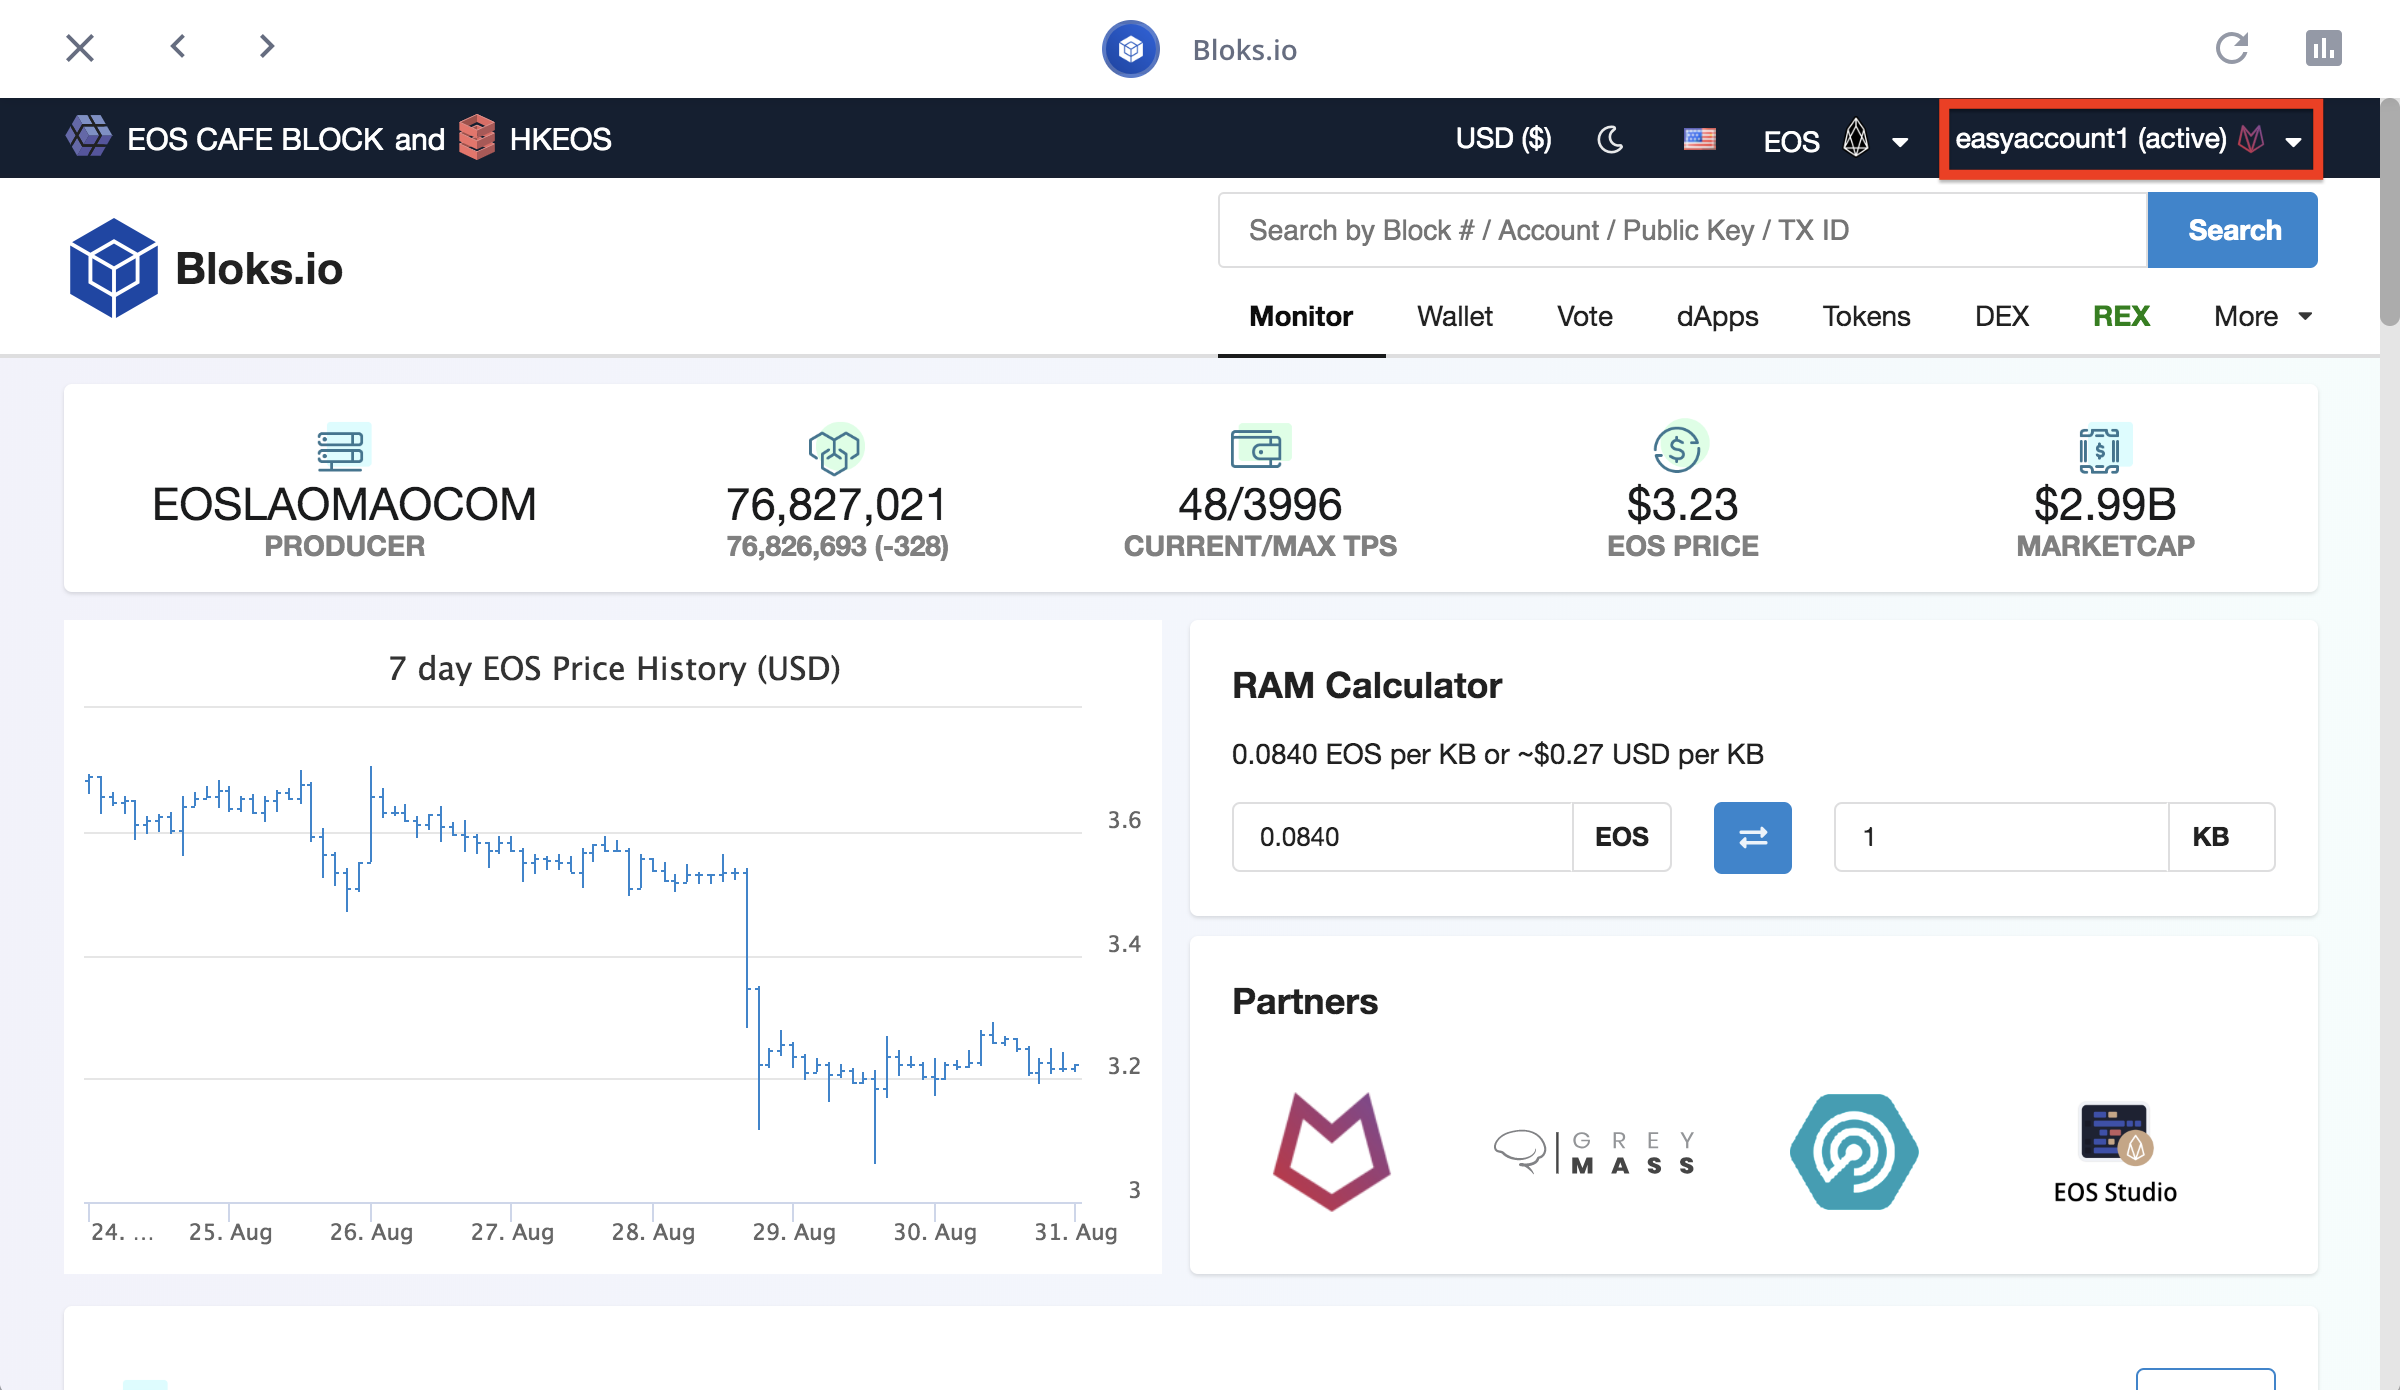 Bloks.io
EOS CAFE BLOCK and HKEOS
USD ($)
EOS
easyaccount1 (active)
Bloks.io
Search by Block # / Account / Public Key / TX ID
Search
Monitor
Wallet
Vote
dApps
Tokens
DEX
REX
More
EOSLAOMAOCOM
PRODUCER
76,827,021
76,826,693 (-328)
48/3996
CURRENT/MAX TPS
$3.23
EOS PRICE
$2.99B
MARKETCAP
7 day EOS Price History (USD)
3.6
3.4
3.2
3
24. ...
25. Aug
26. Aug
27. Aug
28. Aug
29. Aug
30. Aug
31. Aug
RAM Calculator
0.0840 EOS per KB or ~$0.27 USD per KB
0.0840
EOS
1
KB
Partners
GREY
MASS
EOS Studio